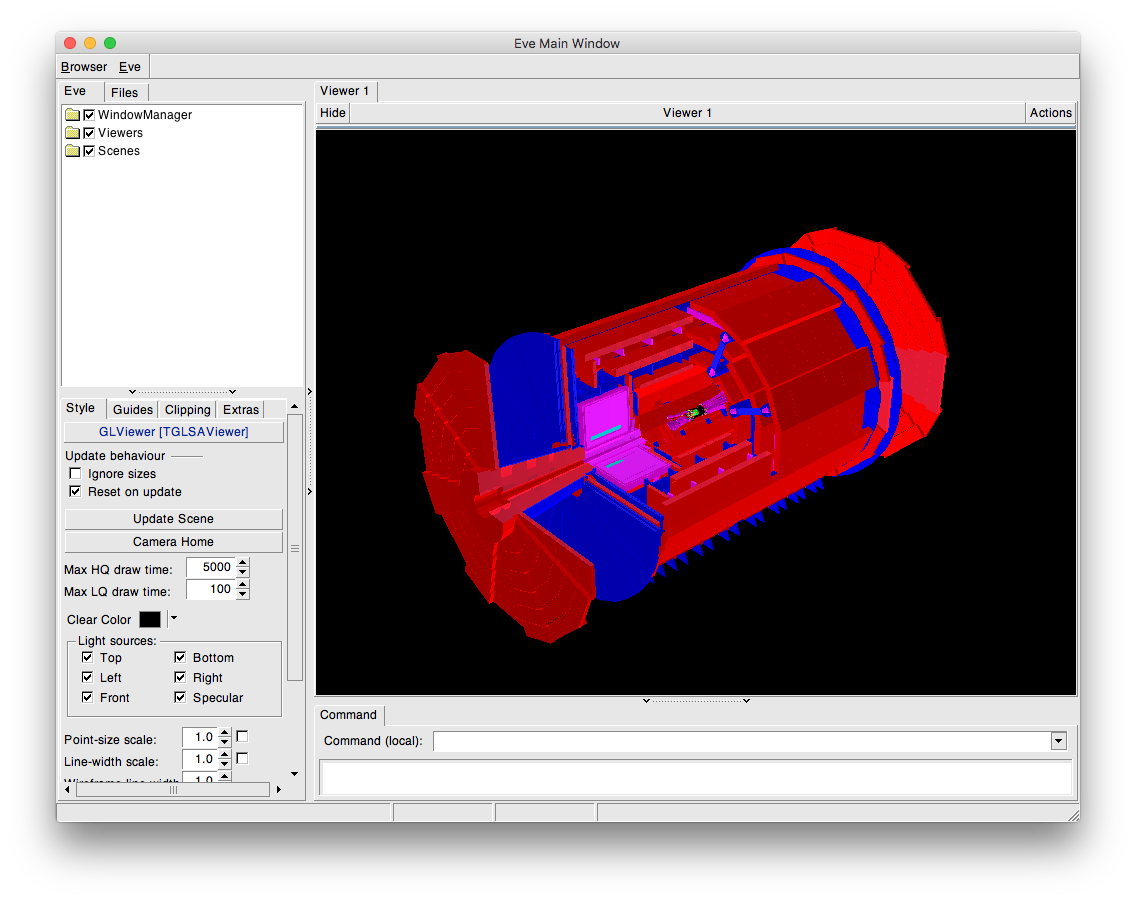 Eve Main Window
Browser Eve
Eve Files
WindowManager
Viewers
Scenes
Viewer 1
Hide Viewer 1 Actions
Style Guides Clipping Extras
GLViewer [TGLSAViewer]
Update behaviour
Ignore sizes
Reset on update
Update Scene
Camera Home
Max HQ draw time: 5000
Max LQ draw time: 100
Clear Color
Light sources:
Top Bottom
Left Right
Front Specular
Point-size scale: 1.0
Line-width scale: 1.0
Wireframe line-width 1.0
Command
Command (local):